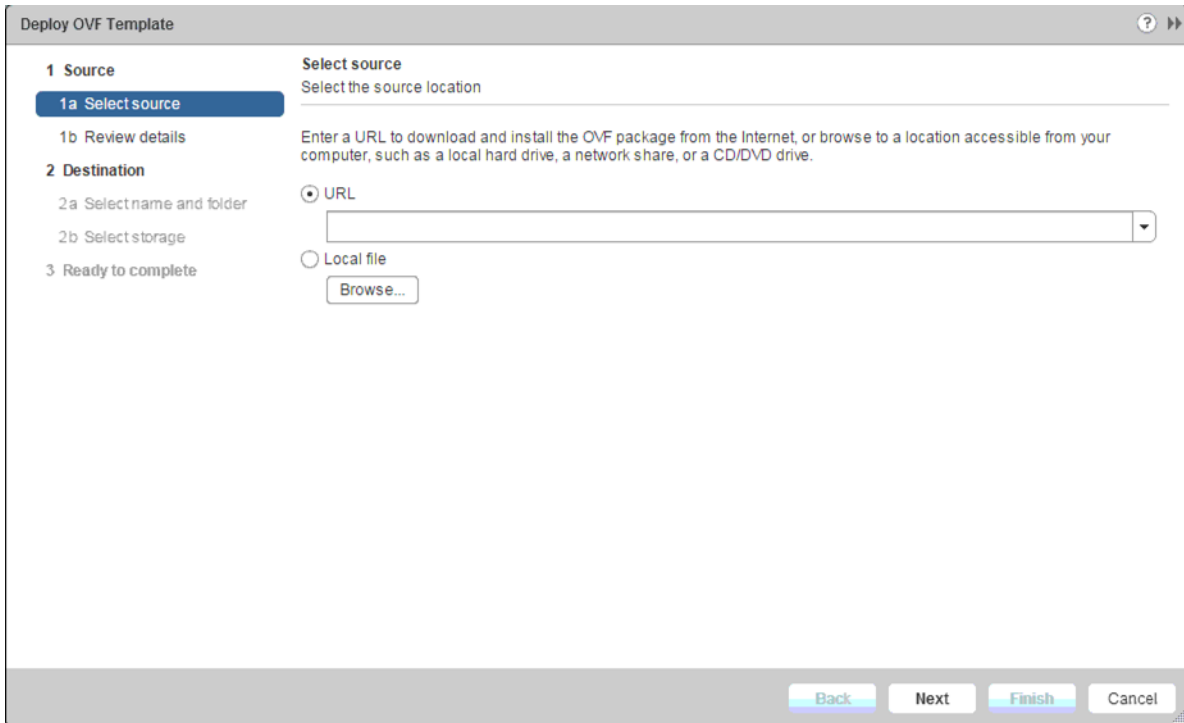 Deploy OVF Template
?
1 Source
1a Select source
1b Review details
2 Destination
2a Select name and folder
2b Select storage
3 Ready to complete
Select source
Select the source location
Enter a URL to download and install the OVF package from the Internet, or browse to a location accessible from your
computer, such as a local hard drive, a network share, or a CD/DVD drive.
URL
Local file
Browse...
Back
Next
Finish
Cancel